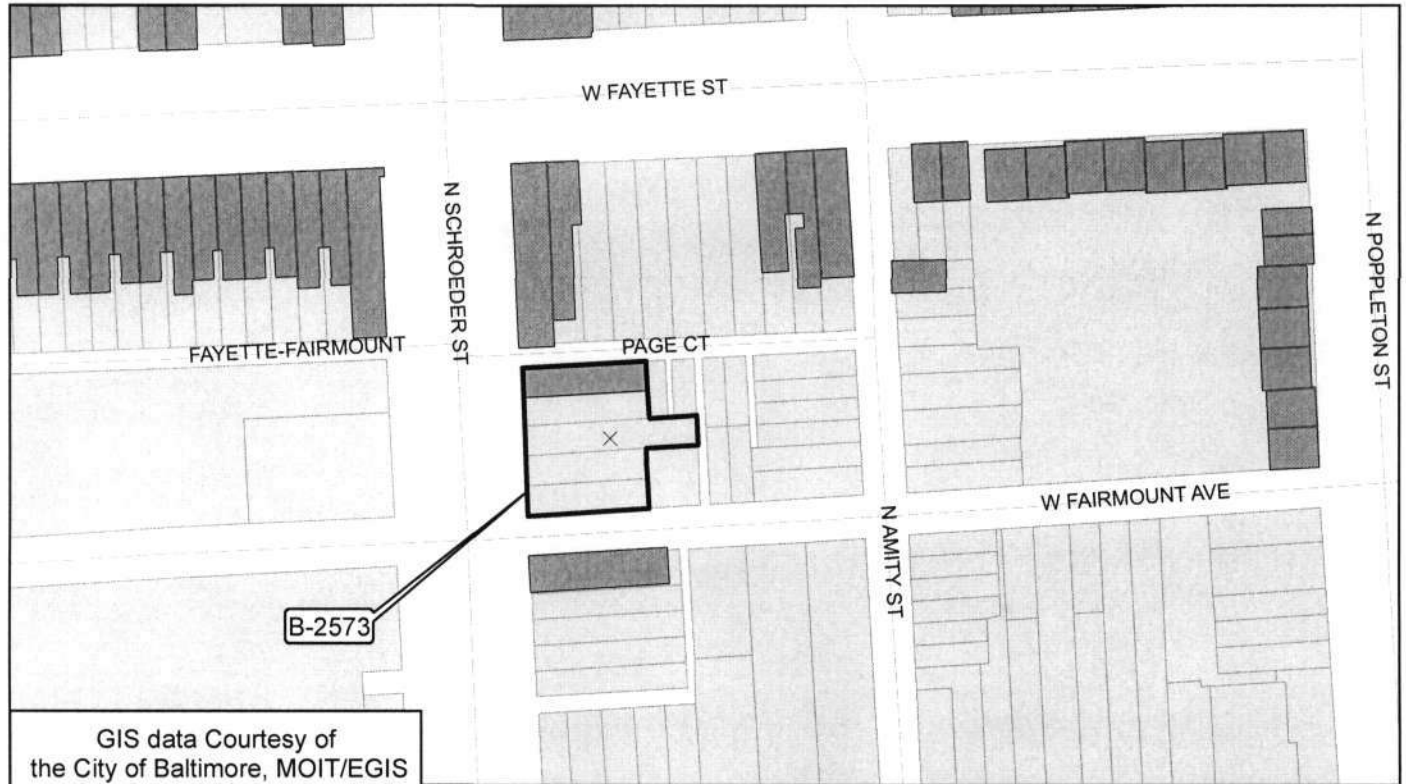 W FAYETTE ST
N SCHROEDER ST
N POPPLETON ST
FAYETTE-FAIRMOUNT
PAGE CT
W FAIRMOUNT AVE
N AMITY ST
B-2573
GIS data Courtesy of
the City of Baltimore, MOIT/EGIS